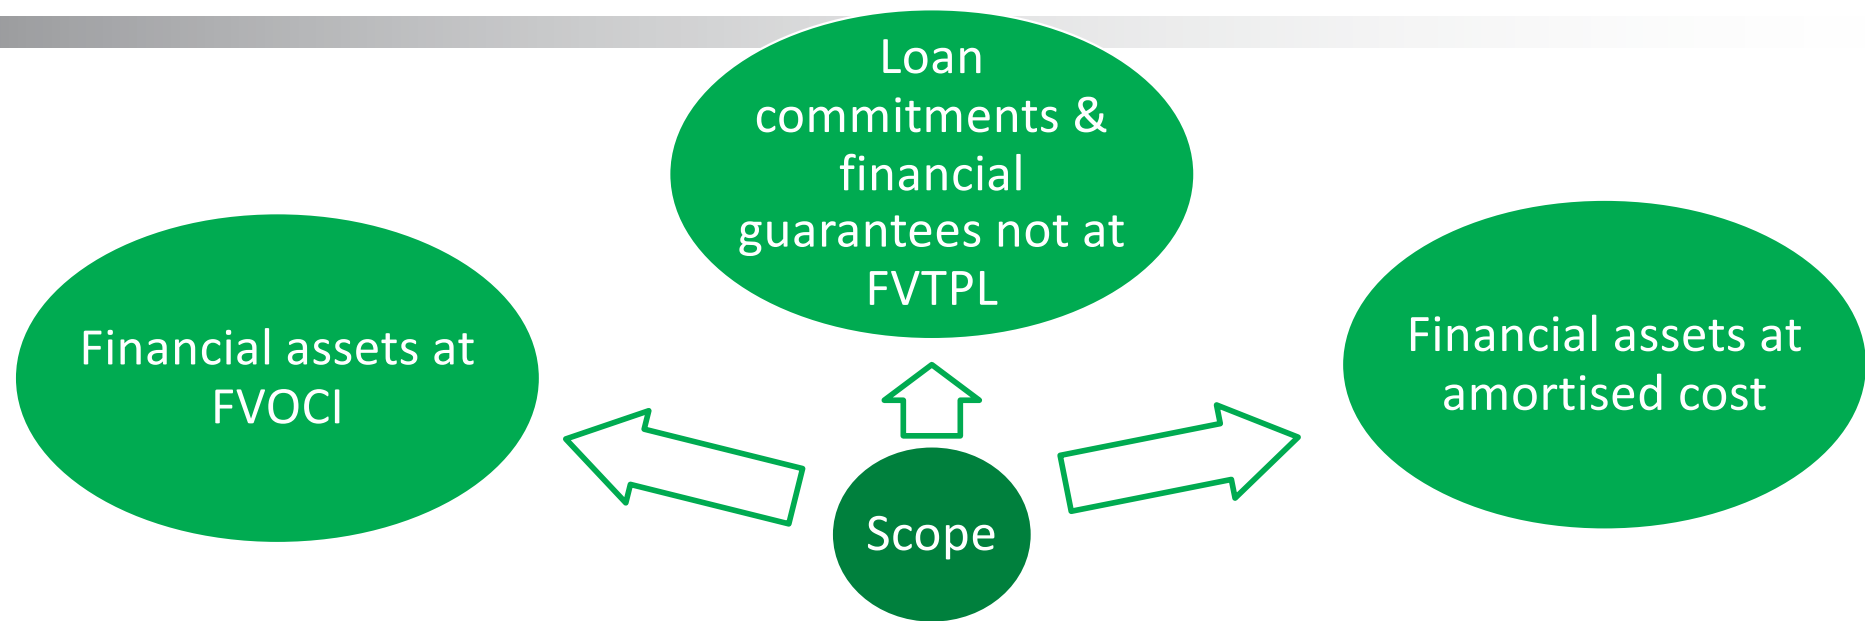 Loan
commitments &
financial
guarantees not at
FVTPL
Financial assets at
FVOCI
Financial assets at
amortised cost
Scope